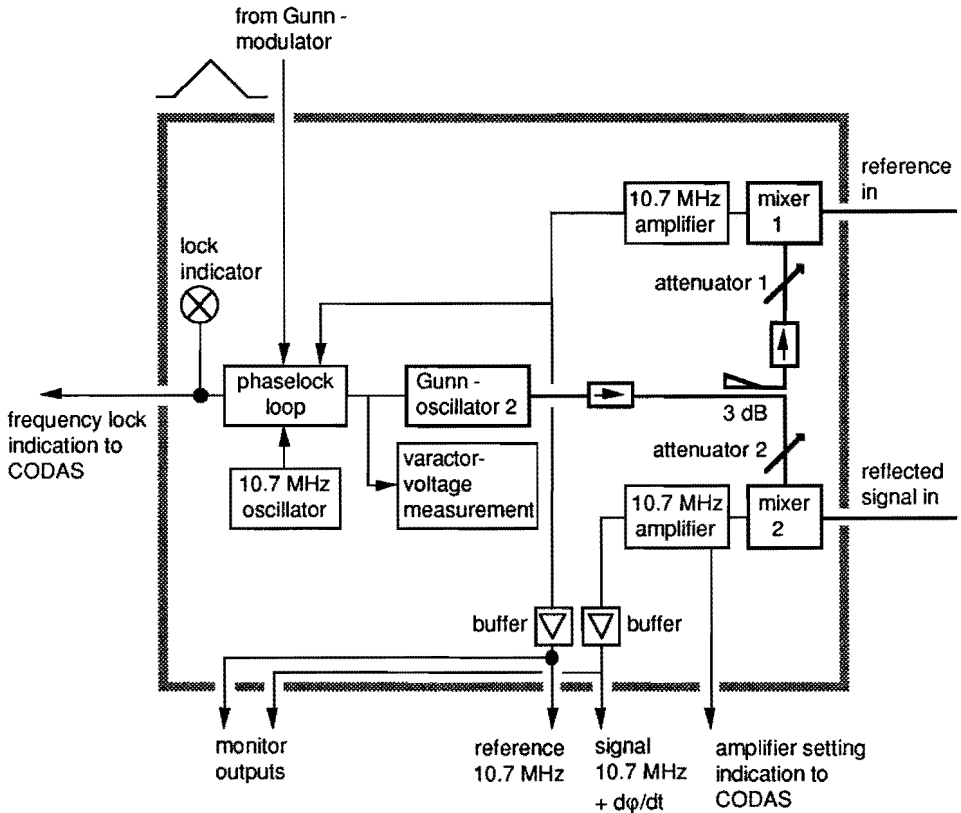 from Gunn -
modulator
reference
in
10.7 MHz
amplifier
mixer
1
lock
indicator
attenuator 1
phaselock
loop
Gunn -
oscillator 2
3 dB
frequency lock
indication to
CODAS
attenuator 2
10.7 MHz
oscillator
varactor-
voltage
measurement
reflected
signal in
10.7 MHz
amplifier
mixer
2
buffer
buffer
monitor
outputs
reference
10.7 MHz
signal
10.7 MHz
+ dφ/dt
amplifier setting
indication to
CODAS